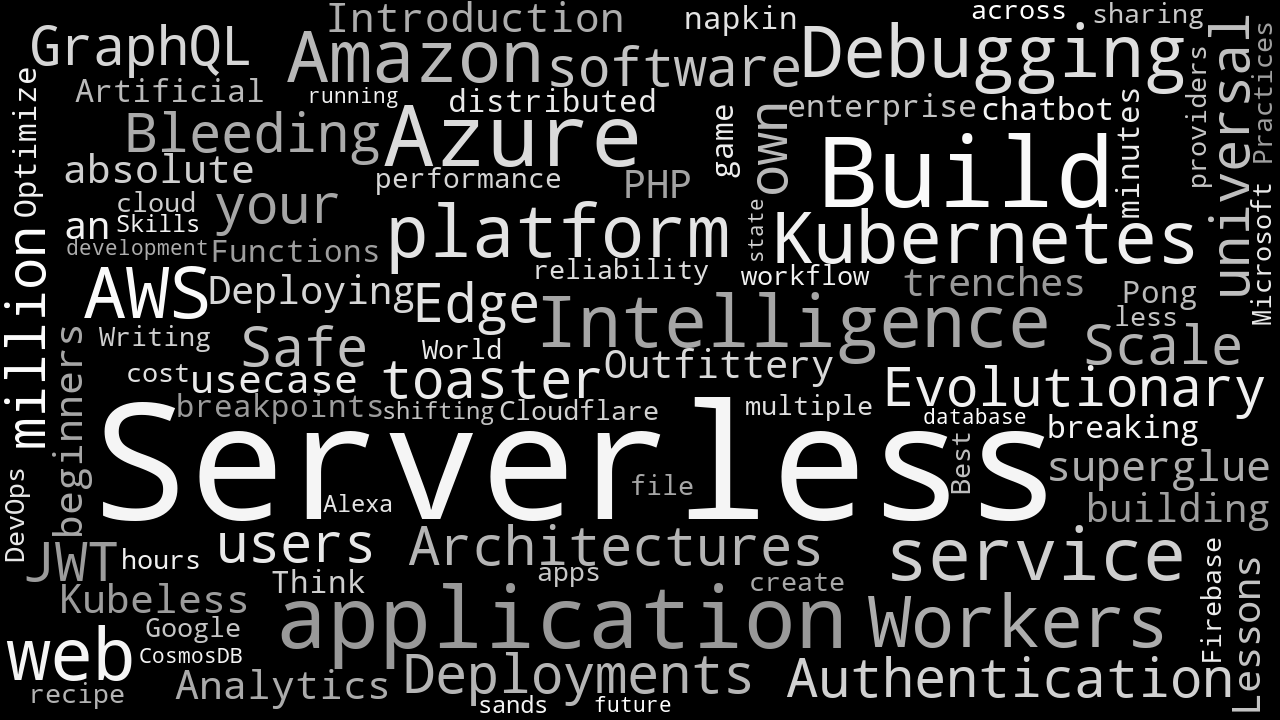 Introduction
napkin
across
sharing
GraphQL
Amazon
software
Debugging
universal
Practices
Artificial
running
distributed
enterprise
chatbot
providers
Optimize
Bleeding
Azure
game
own
Build
minutes
absolute
performance
PHP
cloud
your
platform
state
Kubernetes
Microsoft
an
Skills
development
Functions
reliability
workflow
trenches
million
AWS
Deploying
Edge
Intelligence
Pong
less
Writing
Safe
World
Outfittery
Scale
beginners
cost
usecase
toaster
Evolutionary
breakpoints
shifting
Cloudflare
multiple
database
breaking
Serverless
Best
superglue
file
DevOps
Alexa
building
JWT
hours
users
Architectures
service
Think
apps
create
Firebase
Lessons
Kubeless
application
Workers
web
Google
CosmosDB
recipe
Analytics
Deployments
Authentication
sands
future